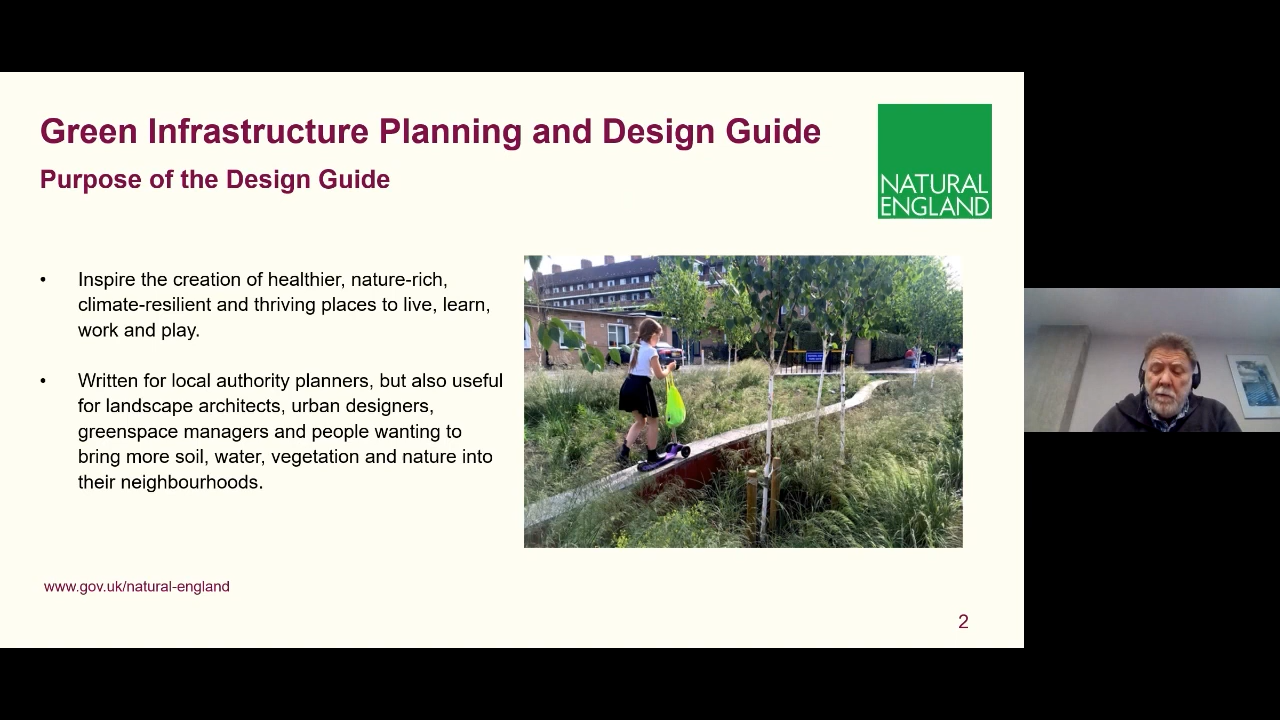 Green Infrastructure Planning and Design Guide
Purpose of the Design Guide
NATURAL
ENGLAND
• Inspire the creation of healthier, nature-rich,
climate-resilient and thriving places to live, learn,
work and play.
• Written for local authority planners, but also useful
for landscape architects, urban designers,
greenspace managers and people wanting to
bring more soil, water, vegetation and nature into
their neighbourhoods.
www.gov.uk/natural-england
2